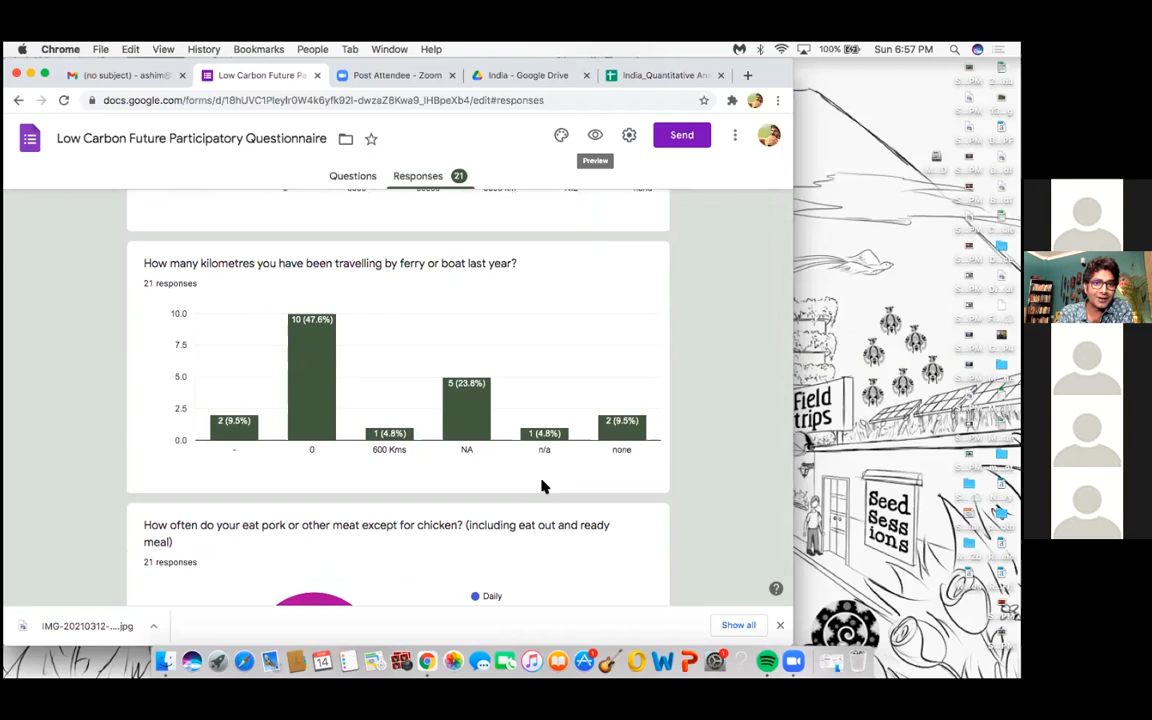 Chrome File Edit View History Bookmarks People Tab Window Help 100% Sun 6:57 PM
(no subject) - ashim@ Low Carbon Future Pa Post Attendee - Zoom India - Google Drive India_Quantitative An
docs.google.com/forms/d/18hUVC1Pleylr0W4k6yfk92l-dwzaZ8Kwa9_lHBpeXb4/edit#responses
Low Carbon Future Participatory Questionnaire Send
Preview
Questions Responses 21
How many kilometres you have been travelling by ferry or boat last year?
21 responses
10.0
7.5
5.0
2.5
0.0
2 (9.5%) 10 (47.6%) 1 (4.8%) 5 (23.8%) 1 (4.8%) 2 (9.5%)
- 0 600 Kms NA n/a none
How often do your eat pork or other meat except for chicken? (including eat out and ready
meal)
21 responses
Daily
IMG-20210312-....jpg Show all
Field
trips
Seed
Sess
ions
14